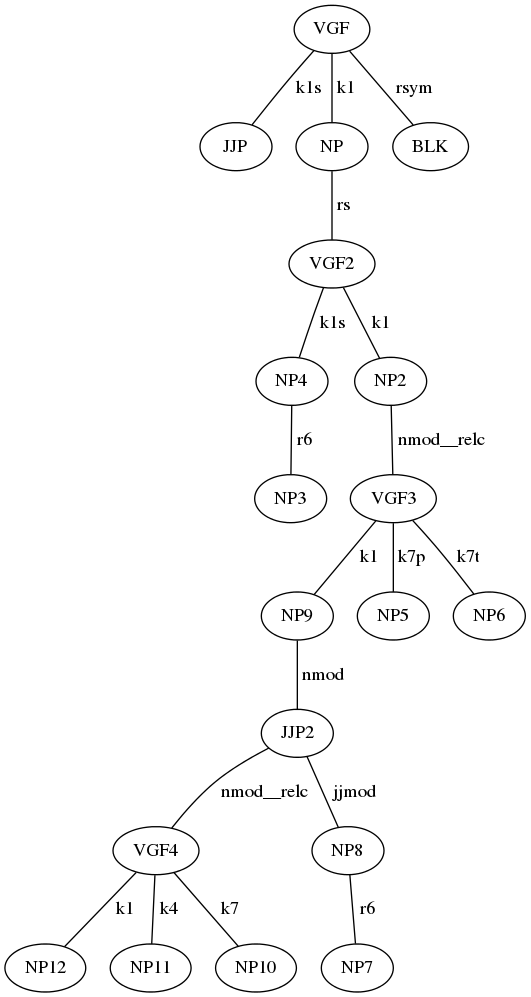 VGF
k1s k1 rsym
JJP NP BLK
rs
VGF2
k1s k1
NP4 NP2
r6 nmod__relc
NP3 VGF3
k1 k7p k7t
NP9 NP5 NP6
nmod
JJP2
nmod__relc jjmod
VGF4 NP8
k1 k4 k7 r6
NP12 NP11 NP10 NP7